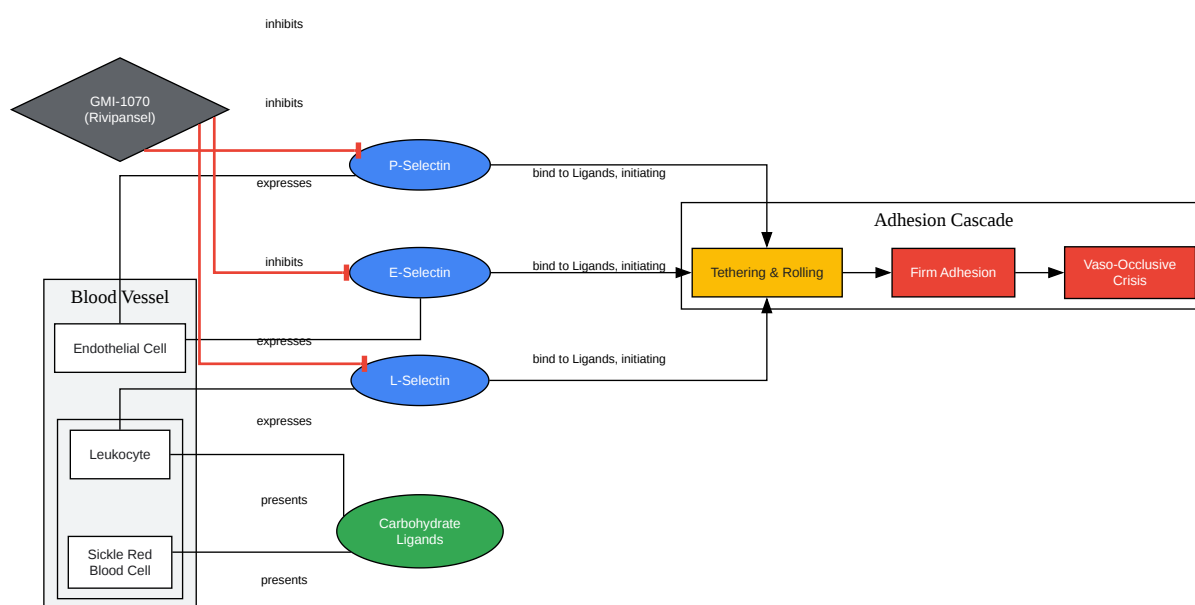 inhibits
GMI-1070
(Rivipansel)
inhibits
P-Selectin
expresses
bind to Ligands, initiating
Adhesion Cascade
inhibits
E-Selectin
bind to Ligands, initiating
Tethering & Rolling
Firm Adhesion
Vaso-Occlusive
Crisis
Blood Vessel
Endothelial Cell
expresses
L-Selectin
bind to Ligands, initiating
expresses
Leukocyte
presents
Carbohydrate
Ligands
Sickle Red
Blood Cell
presents